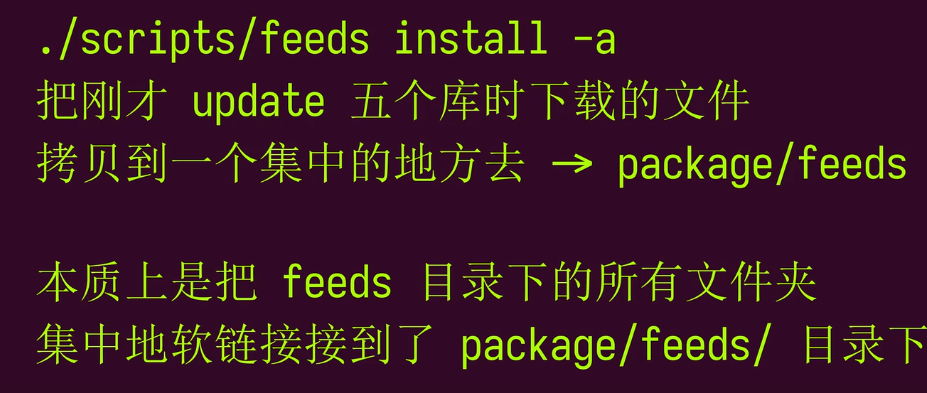 ./scripts/feeds install -a
把刚才 update 五个库时下载的文件
拷贝到一个集中的地方去 -> package/feeds

本质上是把 feeds 目录下的所有文件夹
集中地软链接接到了 package/feeds/ 目录下